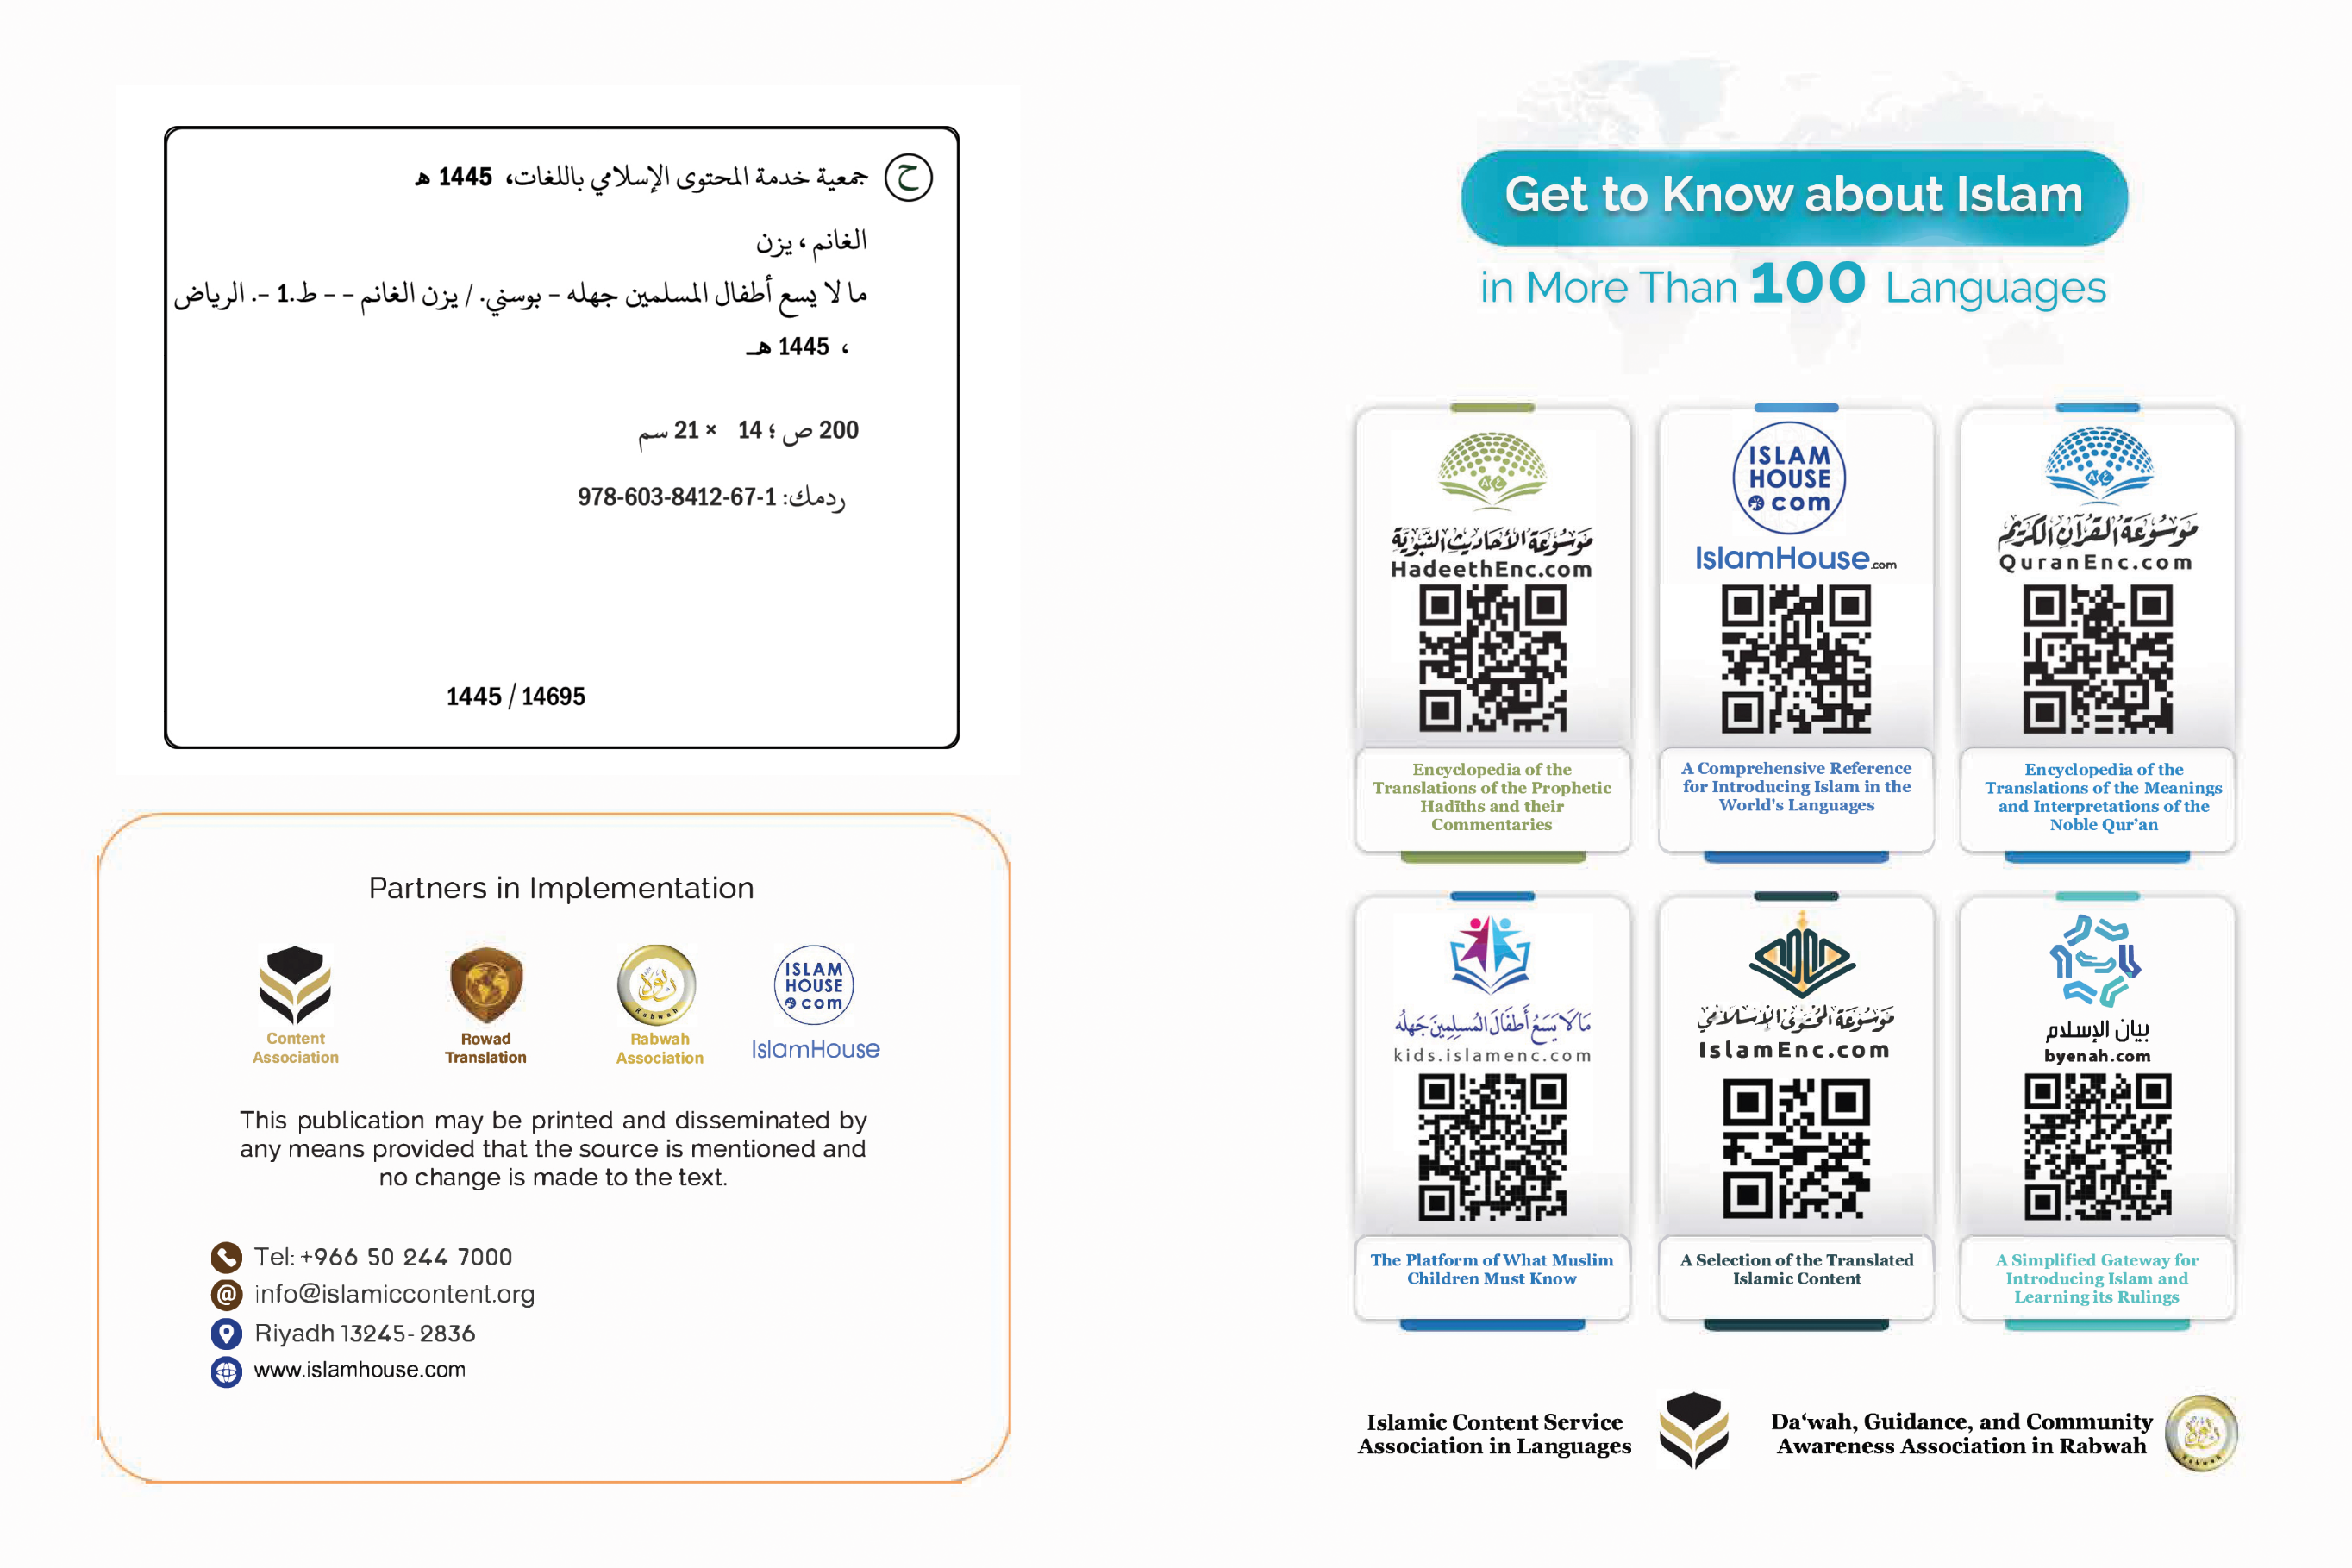 ح
جمعية خدمة المحتوى الإسلامي باللغات، 1445 هـ
الغانم ، يزن
ما لا يسع أطفال المسلمين جهله - بوسني. / يزن الغانم - - ط.1 -. الرياض
، 1445 هـ
200 ص ؛ 14 × 21 سم
ردمك: 978-603-8412-67-1
1445 / 14695
Partners in Implementation
Content
Association
Rowad
Translation
Rabwah
Rabwah
Association
ISLAM
HOUSE
com
IslamHouse
This publication may be printed and disseminated by
any means provided that the source is mentioned and
no change is made to the text.
Tel: +966 50 244 7000
info@islamiccontent.org
Riyadh 13245- 2836
www.islamhouse.com
Get to Know about Islam
in More Than 100 Languages
موسوعة الأحاديث النبوية
HadeethEnc.com
Encyclopedia of the
Translations of the Prophetic
Hadīths and their
Commentaries
ISLAM
HOUSE
com
IslamHouse.com
A Comprehensive Reference
for Introducing Islam in the
World's Languages
موسوعة القرآن الكريم
QuranEnc.com
Encyclopedia of the
Translations of the Meanings
and Interpretations of the
Noble Qur’an
مَا لَا يَسَعُ أَطْفَالَ المُسلِمِينَ جَهلُه
kids.islamenc.com
The Platform of What Muslim
Children Must Know
موسوعة المحتوى الإسلامي
IslamEnc.com
A Selection of the Translated
Islamic Content
بيان الإسلام
byenah.com
A Simplified Gateway for
Introducing Islam and
Learning its Rulings
Islamic Content Service
Association in Languages
Da‘wah, Guidance, and Community
Awareness Association in Rabwah
Rabwah